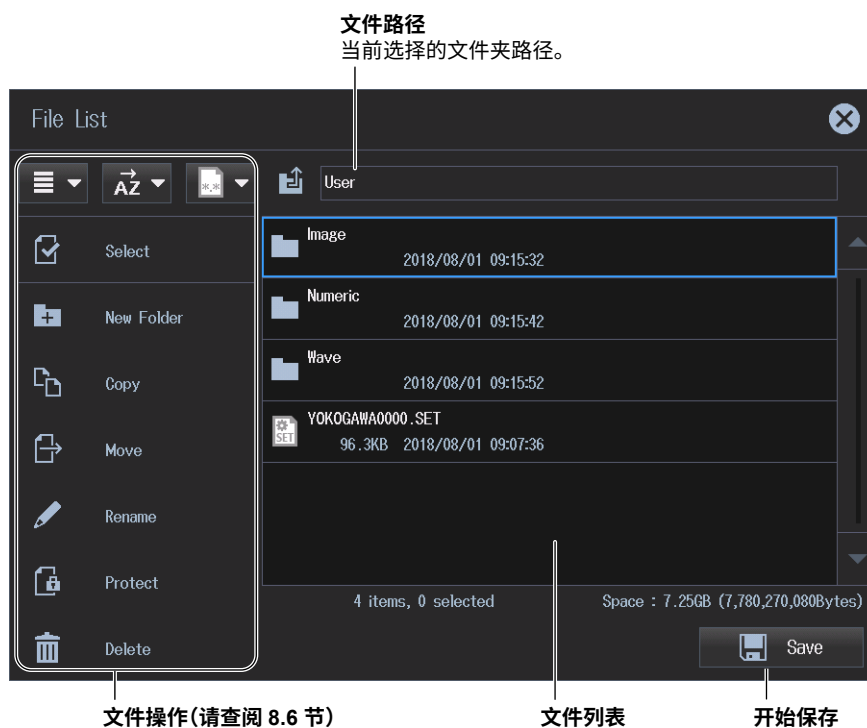 文件路径
当前选择的文件夹路径。
File List
AZ
*.*
User
Select
New Folder
Copy
Move
Rename
Protect
Delete
Image
2018/08/01 09:15:32
Numeric
2018/08/01 09:15:42
Wave
2018/08/01 09:15:52
YOKOGAWA0000.SET
SET
96.3KB 2018/08/01 09:07:36
4 items, 0 selected
Space : 7.25GB (7,780,270,080Bytes)
Save
文件操作(请查阅 8.6 节)
文件列表
开始保存